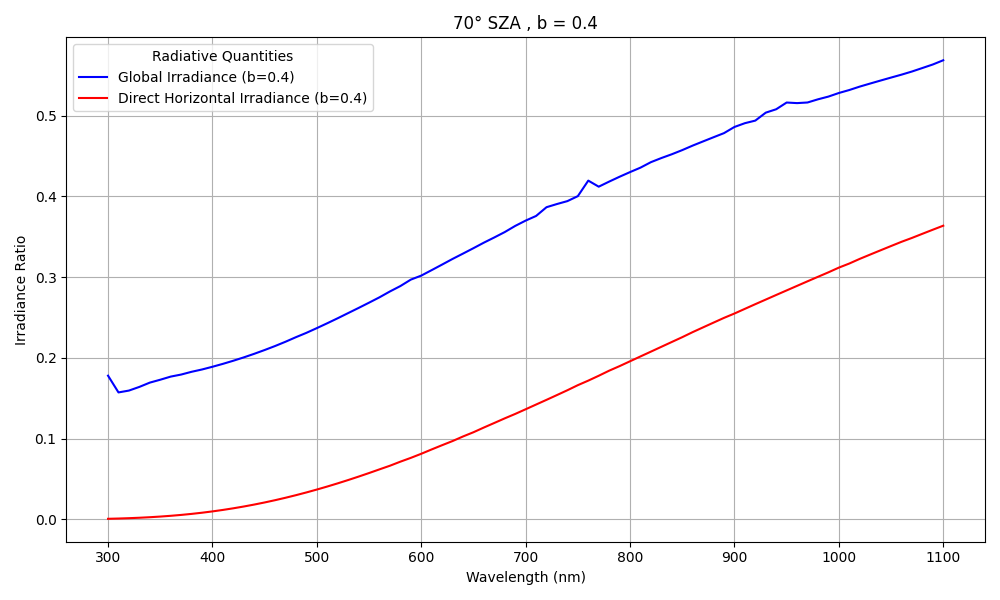 70° SZA , b = 0.4
Radiative Quantities
Global Irradiance (b=0.4)
Direct Horizontal Irradiance (b=0.4)
Irradiance Ratio
0.5
0.4
0.3
0.2
0.1
0.0
300 400 500 600 700 800 900 1000 1100
Wavelength (nm)